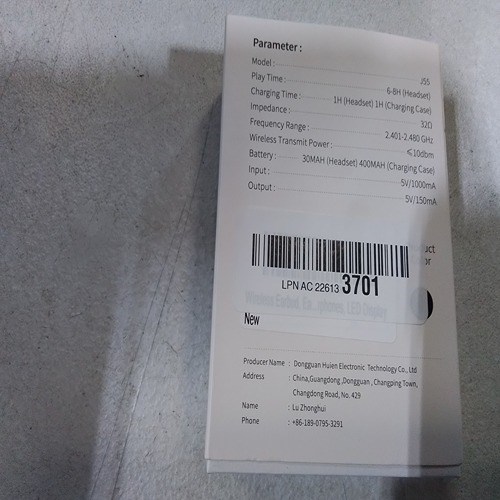 Parameter :
Model : J55
Play Time : 6-8H (Headset)
Charging Time : 1H (Headset) 1H (Charging Case)
Impedance : 32Ω
Frequency Range : 2.401-2.480 GHz
Wireless Transmit Power : ≤10dbm
Battery : 30MAH (Headset) 400MAH (Charging Case)
Input : 5V/1000mA
Output : 5V/150mA
LPN AC 22613 3701
New
Producer Name : Dongguan Huien Electronic Technology Co., Ltd
Address : China,Guangdong ,Dongguan , Changping Town,
Changdong Road, No. 429
Name : Lu Zhonghui
Phone : +86-189-0795-3291